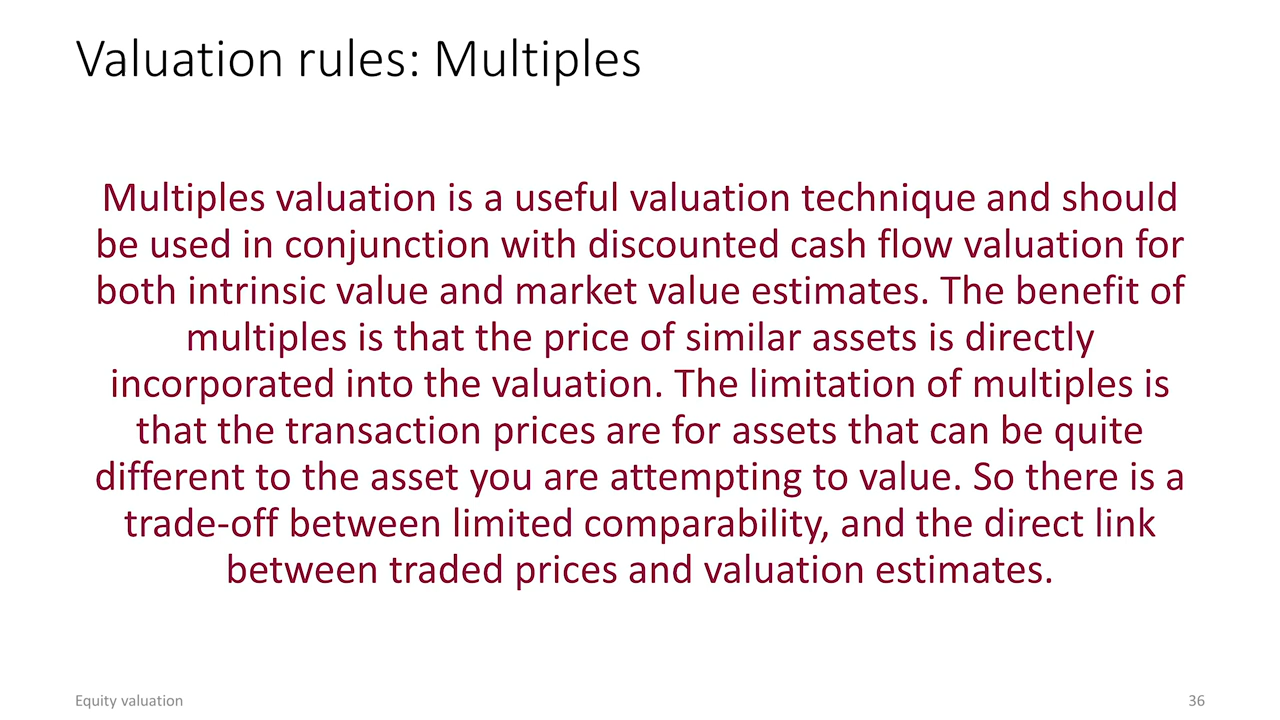 Valuation rules: Multiples
Multiples valuation is a useful valuation technique and should
be used in conjunction with discounted cash flow valuation for
both intrinsic value and market value estimates. The benefit of
multiples is that the price of similar assets is directly
incorporated into the valuation. The limitation of multiples is
that the transaction prices are for assets that can be quite
different to the asset you are attempting to value. So there is a
trade-off between limited comparability, and the direct link
between traded prices and valuation estimates.
Equity valuation
36